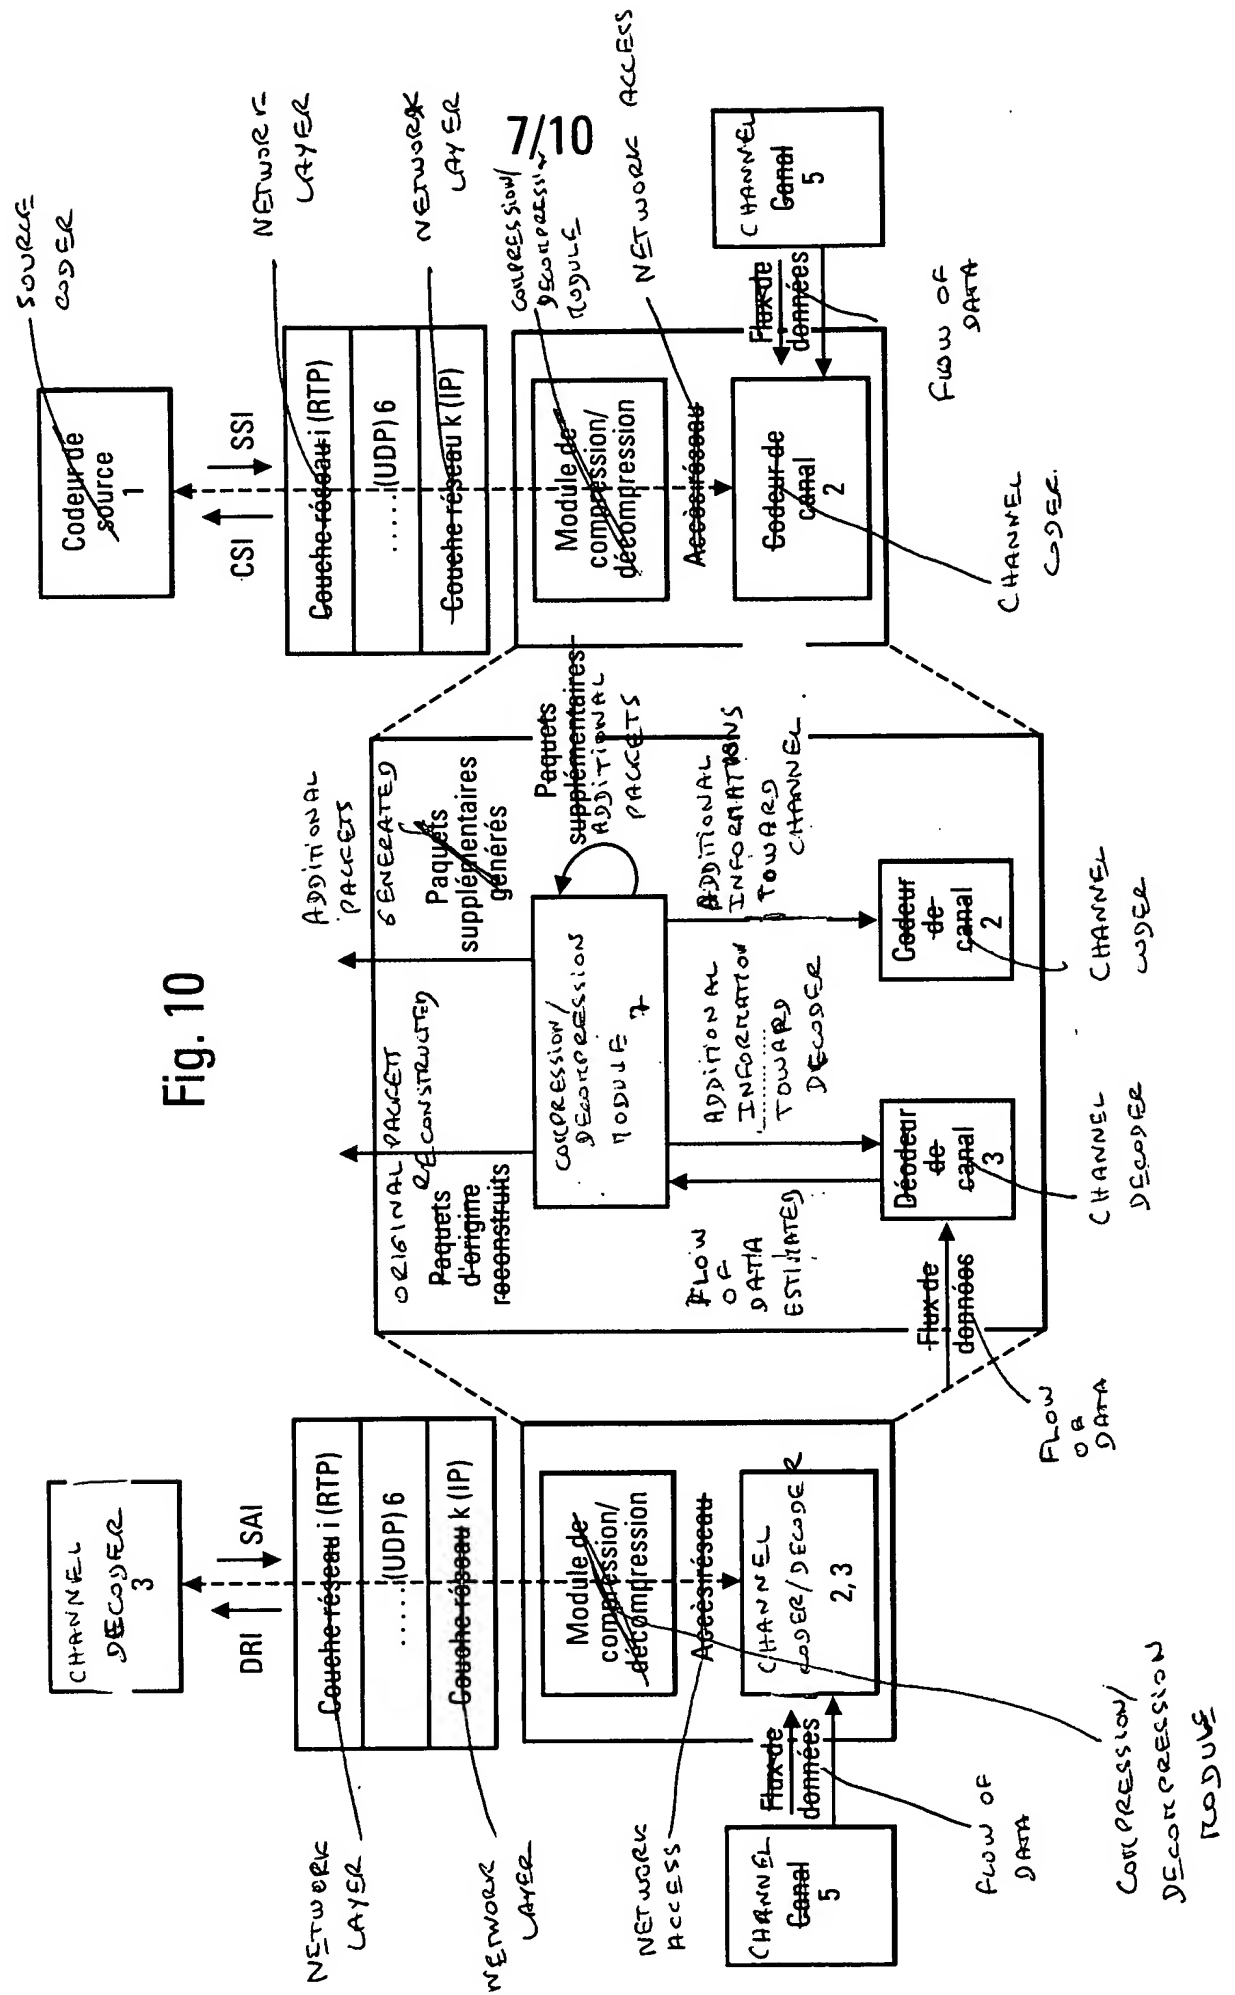 7/10
Fig. 10
CHANNEL
DECODER
3
DRI
SAI
Couche réseau i (RTP)
......(UDP) 6
Couche réseau k (IP)
NETWORK
LAYER
NETWORK
LAYER
Module de
compression/
décompression
Accès réseau
NETWORK
ACCESS
CHANNEL
CODER/DECODER
2, 3
Flux de
données
CHANNEL
Canal
5
FLOW OF
DATA
COMPRESSION/
DECOMPRESSION
MODULE
ORIGINAL PACKETS
RECONSTRUCTED
Paquets
d'origine
reconstruits
ADDITIONAL
PACKETS
GENERATED
Paquets
supplémentaires
générés
COMPRESSION/
DECOMPRESSION
MODULE
7
Paquets
supplémentaires
ADDITIONAL
PACKETS
FLOW
OF
DATA
ESTIMATED
ADDITIONAL
INFORMATION
TOWARD
DECODER
ADDITIONAL
INFORMATIONS
TOWARD
CHANNEL
Déodeur
de
canal
3
Codeur
de
canal
2
Flux de
données
FLOW
OF
DATA
CHANNEL
DECODER
CHANNEL
CODER
SOURCE
CODER
Codeur de
source
1
CSI
SSI
Couche réseau i (RTP)
......(UDP) 6
Couche réseau k (IP)
NETWORK
LAYER
NETWORK
LAYER
COMPRESSION/
DECOMPRESSION
MODULE
Module de
compression/
décompression
Accès réseau
NETWORK ACCESS
Codeur de
canal
2
Flux de
données
CHANNEL
Canal
5
FLOW OF
DATA
CHANNEL
CODER